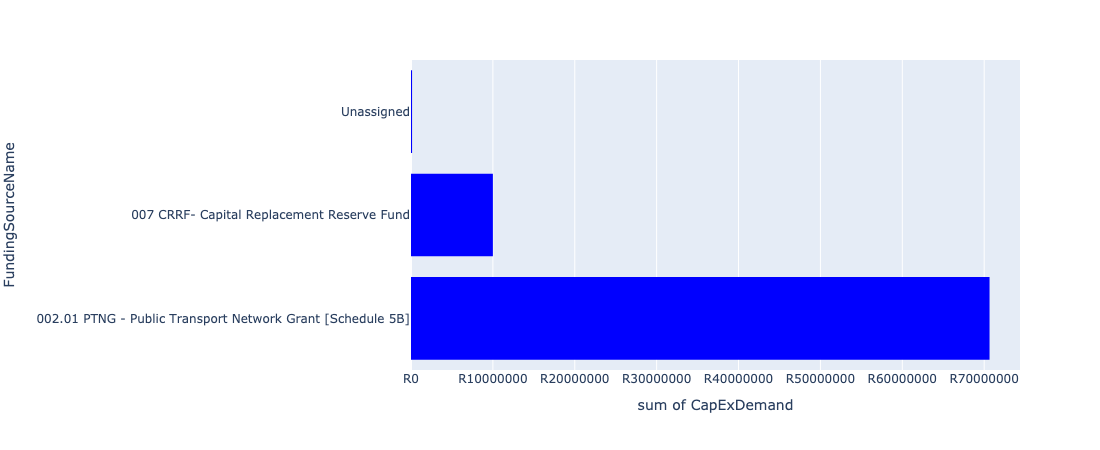 FundingSourceName
Unassigned
007 CRRF- Capital Replacement Reserve Fund
002.01 PTNG - Public Transport Network Grant [Schedule 5B]
R0 R10000000 R20000000 R30000000 R40000000 R50000000 R60000000 R70000000
sum of CapExDemand